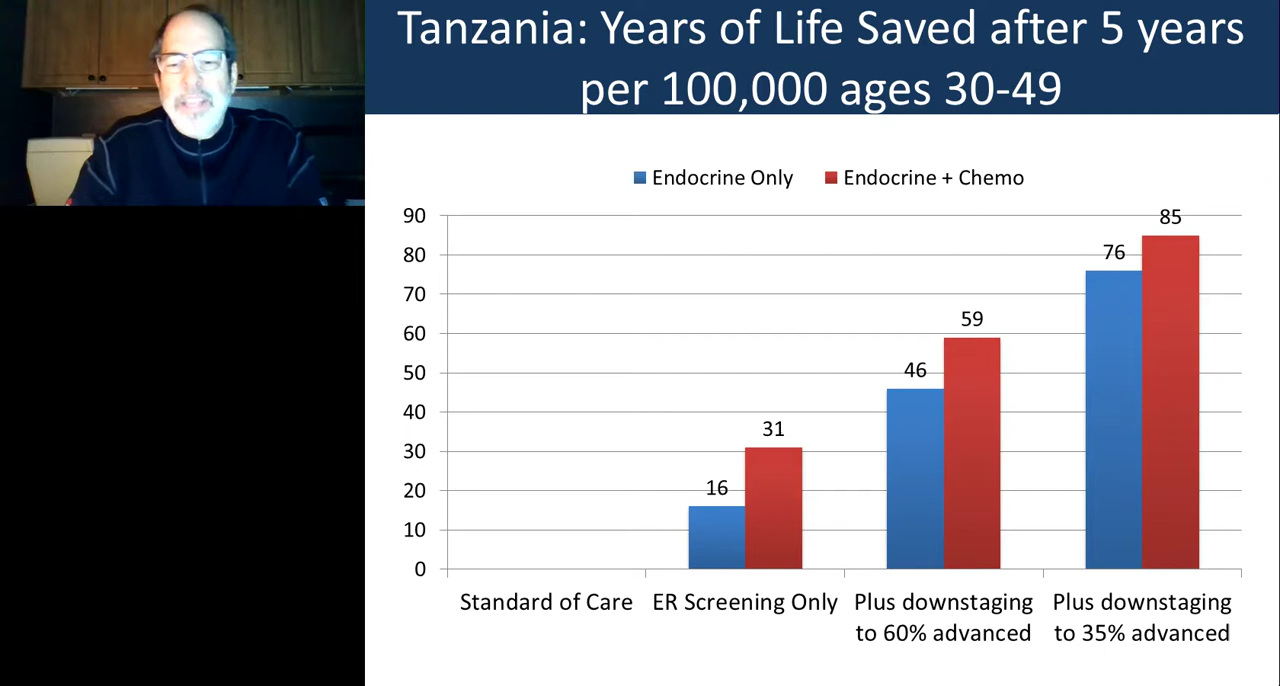 Tanzania: Years of Life Saved after 5 years
per 100,000 ages 30-49
Endocrine Only
Endocrine + Chemo
90
80
70
60
50
40
30
20
10
0
16
31
46
59
76
85
Standard of Care
ER Screening Only
Plus downstaging
to 60% advanced
Plus downstaging
to 35% advanced